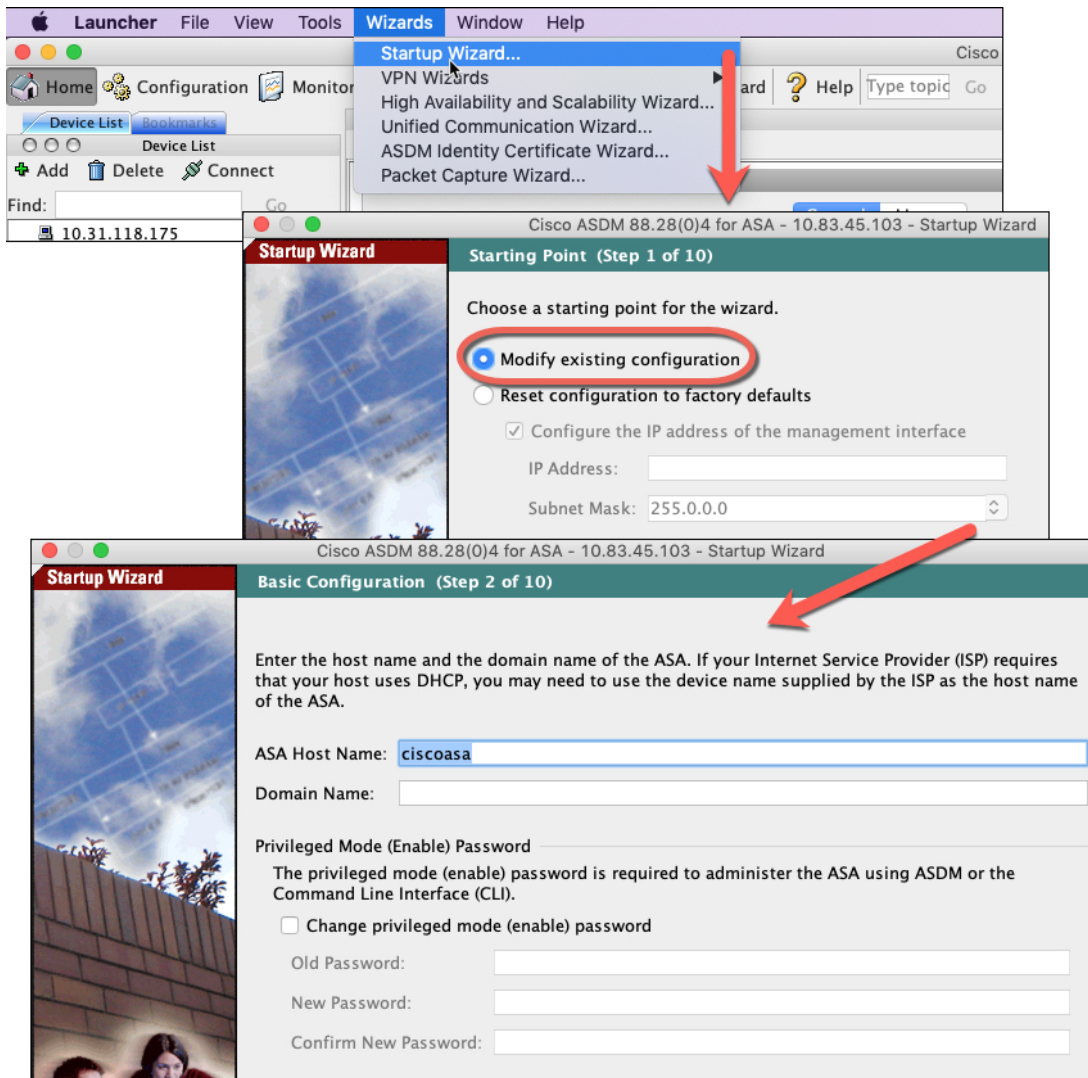 Launcher File View Tools Wizards Window Help
Startup Wizard...
VPN Wizards
High Availability and Scalability Wizard...
Unified Communication Wizard...
ASDM Identity Certificate Wizard...
Packet Capture Wizard...
Cisco
Home Configuration Monitor ard Help Type topic Go
Device List Bookmarks
Device List
Add Delete Connect
Find: Go
10.31.118.175
Cisco ASDM 88.28(0)4 for ASA - 10.83.45.103 - Startup Wizard
Startup Wizard
Starting Point (Step 1 of 10)
Choose a starting point for the wizard.
Modify existing configuration
Reset configuration to factory defaults
Configure the IP address of the management interface
IP Address:
Subnet Mask: 255.0.0.0
Cisco ASDM 88.28(0)4 for ASA - 10.83.45.103 - Startup Wizard
Startup Wizard
Basic Configuration (Step 2 of 10)
Enter the host name and the domain name of the ASA. If your Internet Service Provider (ISP) requires
that your host uses DHCP, you may need to use the device name supplied by the ISP as the host name
of the ASA.
ASA Host Name: ciscoasa
Domain Name:
Privileged Mode (Enable) Password
The privileged mode (enable) password is required to administer the ASA using ASDM or the
Command Line Interface (CLI).
Change privileged mode (enable) password
Old Password:
New Password:
Confirm New Password: